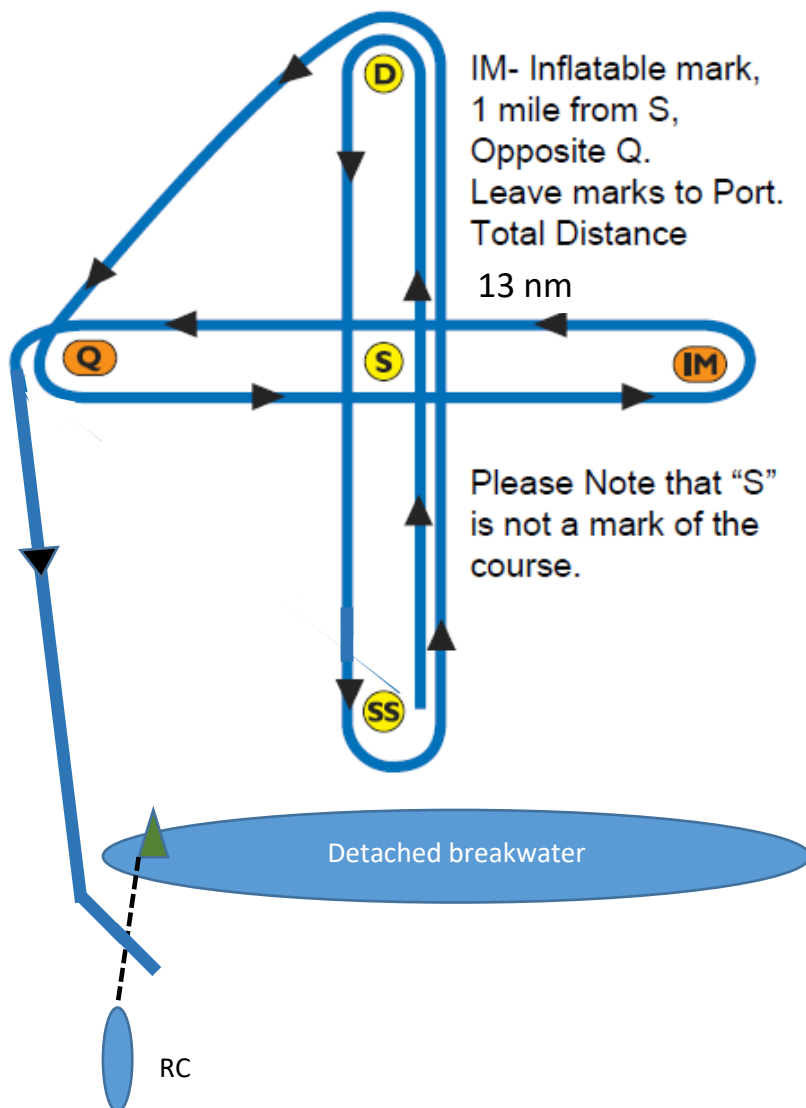 D
IM- Inflatable mark,
1 mile from S,
Opposite Q.
Leave marks to Port.
Total Distance
13 nm
Q
S
IM
Please Note that “S”
is not a mark of the
course.
SS
Detached breakwater
RC